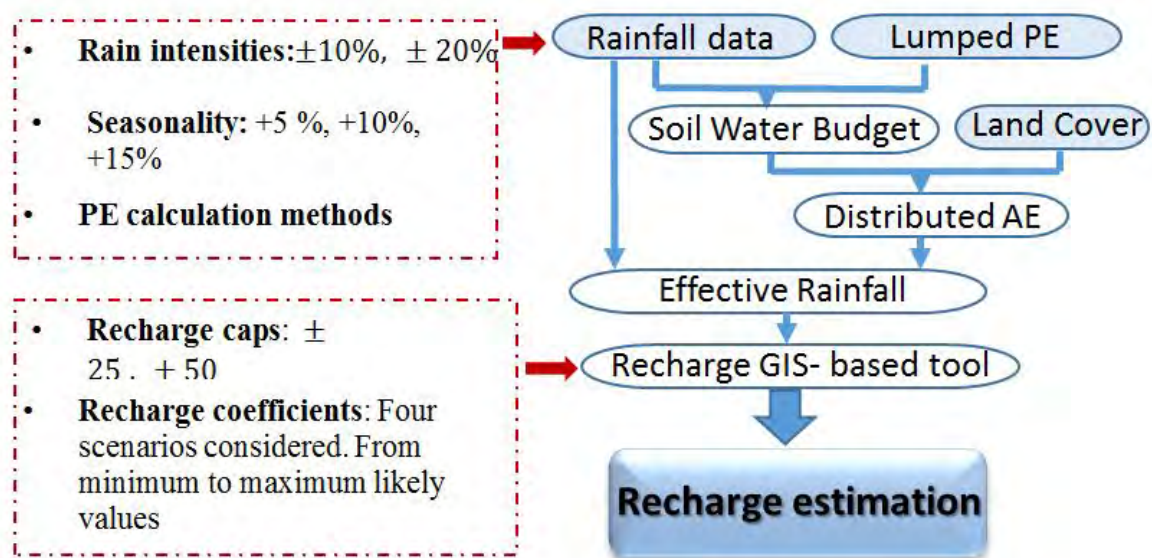 • Rain intensities:±10%, ± 20%
• Seasonality: +5 %, +10%,
+15%
• PE calculation methods
• Recharge caps: ±
25 . + 50
• Recharge coefficients: Four
scenarios considered. From
minimum to maximum likely
values
Rainfall data
Lumped PE
Soil Water Budget
Land Cover
Distributed AE
Effective Rainfall
Recharge GIS- based tool
Recharge estimation